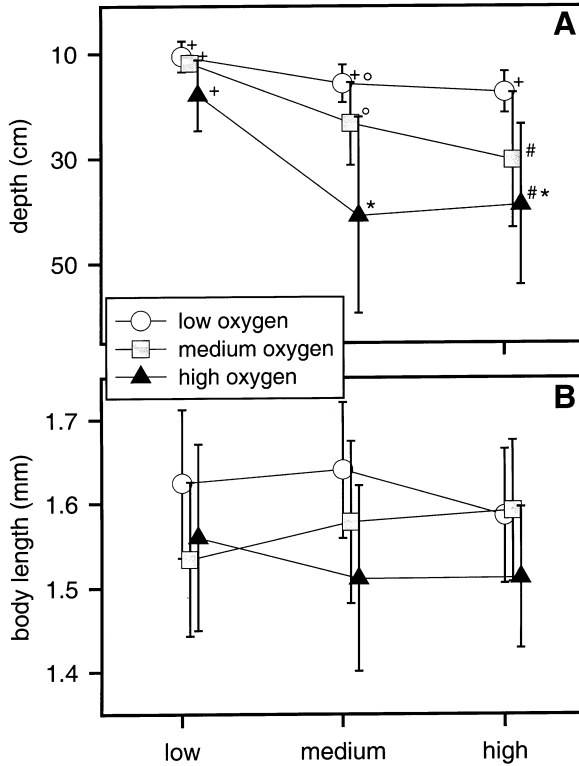 A
10
30
50
depth (cm)
+
+
+
+ °
°
*
+
#
# *
low oxygen
medium oxygen
high oxygen
B
1.7
1.6
1.5
1.4
body length (mm)
low medium high